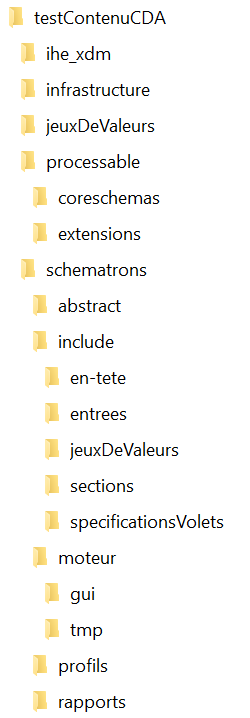 testContenuCDA
ihe_xdm
infrastructure
jeuxDeValeurs
processable
coreschemas
extensions
schematrons
abstract
include
en-tete
entrees
jeuxDeValeurs
sections
specificationsVolets
moteur
gui
tmp
profils
rapports